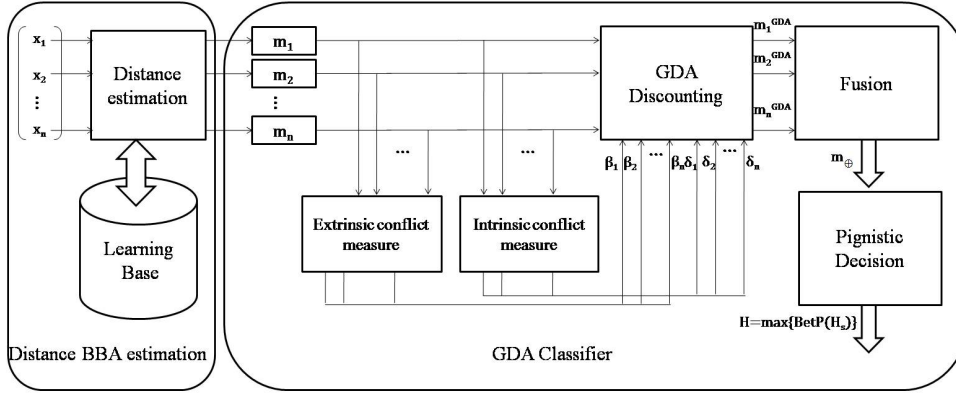 x₁
x₂
...
xₙ
Distance
estimation
Learning
Base
Distance BBA estimation
m₁
m₂
...
mₙ
...
...
Extrinsic conflict
measure
Intrinsic conflict
measure
GDA
Discounting
β₁ β₂ ... βₙ δ₁ δ₂ ... δₙ
m₁ᴳᴰᴬ
m₂ᴳᴰᴬ
...
mₙᴳᴰᴬ
Fusion
m⊕
Pignistic
Decision
H=max{BetP(Hₛ)}
GDA Classifier